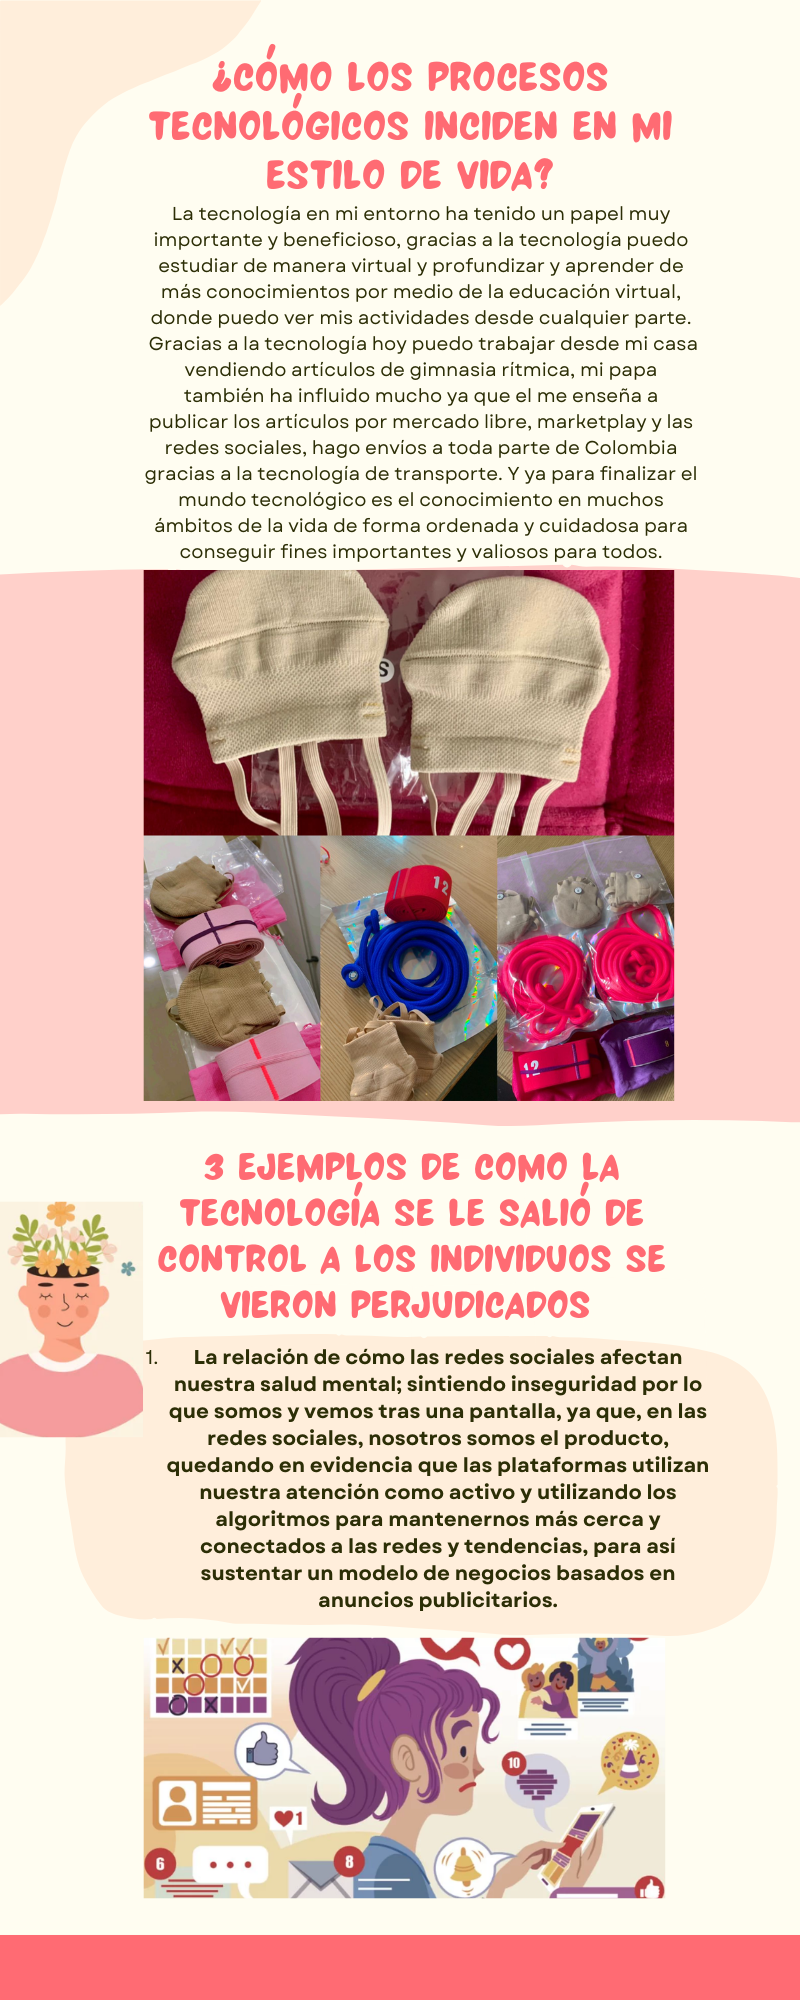 ¿CÓMO LOS PROCESOS
TECNOLÓGICOS INCIDEN EN MI
ESTILO DE VIDA?
La tecnología en mi entorno ha tenido un papel muy
importante y beneficioso, gracias a la tecnología puedo
estudiar de manera virtual y profundizar y aprender de
más conocimientos por medio de la educación virtual,
donde puedo ver mis actividades desde cualquier parte.
Gracias a la tecnología hoy puedo trabajar desde mi casa
vendiendo artículos de gimnasia rítmica, mi papa
también ha influido mucho ya que el me enseña a
publicar los artículos por mercado libre, marketplay y las
redes sociales, hago envíos a toda parte de Colombia
gracias a la tecnología de transporte. Y ya para finalizar el
mundo tecnológico es el conocimiento en muchos
ámbitos de la vida de forma ordenada y cuidadosa para
conseguir fines importantes y valiosos para todos.
S
12
12
3 EJEMPLOS DE COMO LA
TECNOLOGÍA SE LE SALIÓ DE
CONTROL A LOS INDIVIDUOS SE
VIERON PERJUDICADOS
1. La relación de cómo las redes sociales afectan
nuestra salud mental; sintiendo inseguridad por lo
que somos y vemos tras una pantalla, ya que, en las
redes sociales, nosotros somos el producto,
quedando en evidencia que las plataformas utilizan
nuestra atención como activo y utilizando los
algoritmos para mantenernos más cerca y
conectados a las redes y tendencias, para así
sustentar un modelo de negocios basados en
anuncios publicitarios.
10
1
6
8